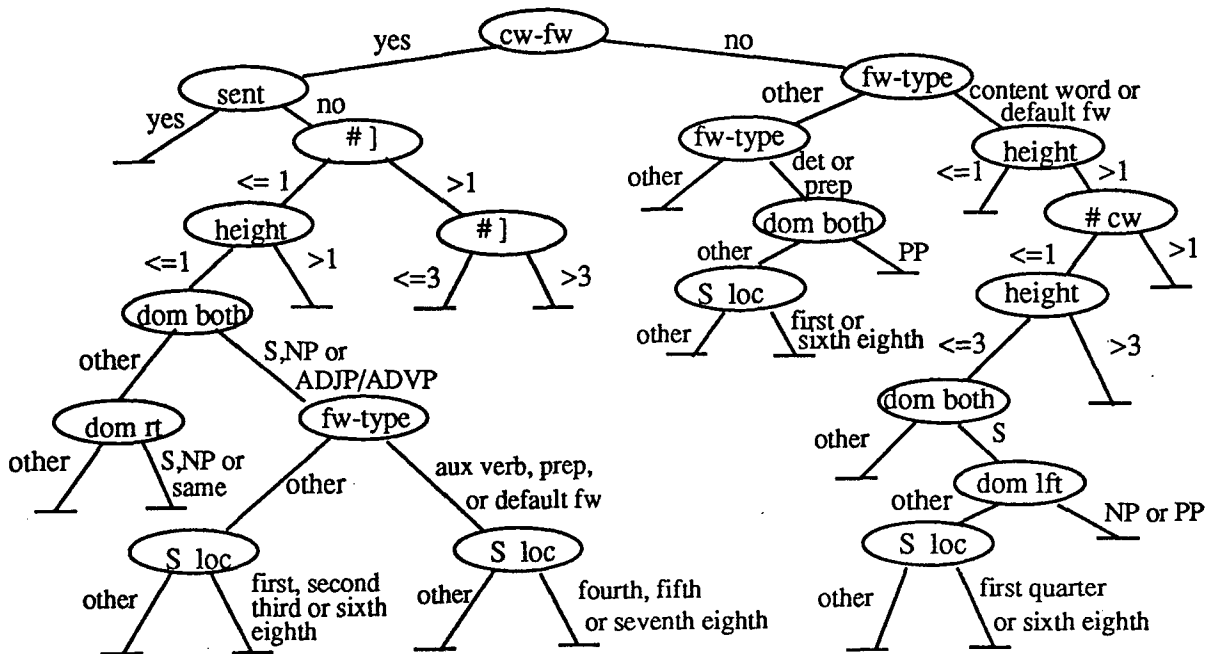 cw-fw
yes
no
sent
fw-type
yes
no
other
content word or
default fw
# ]
fw-type
height
<= 1
>1
other
det or
prep
<=1
>1
height
# ]
dom both
# cw
<=1
>1
<=3
>3
other
PP
<=1
>1
dom both
S loc
height
other
S,NP or
ADJP/ADVP
other
first or
sixth eighth
<=3
>3
dom rt
fw-type
dom both
other
S,NP or
same
other
aux verb, prep,
or default fw
other
S
dom lft
other
NP or PP
S loc
S loc
S loc
other
first, second
third or sixth
eighth
other
fourth, fifth
or seventh eighth
other
first quarter
or sixth eighth